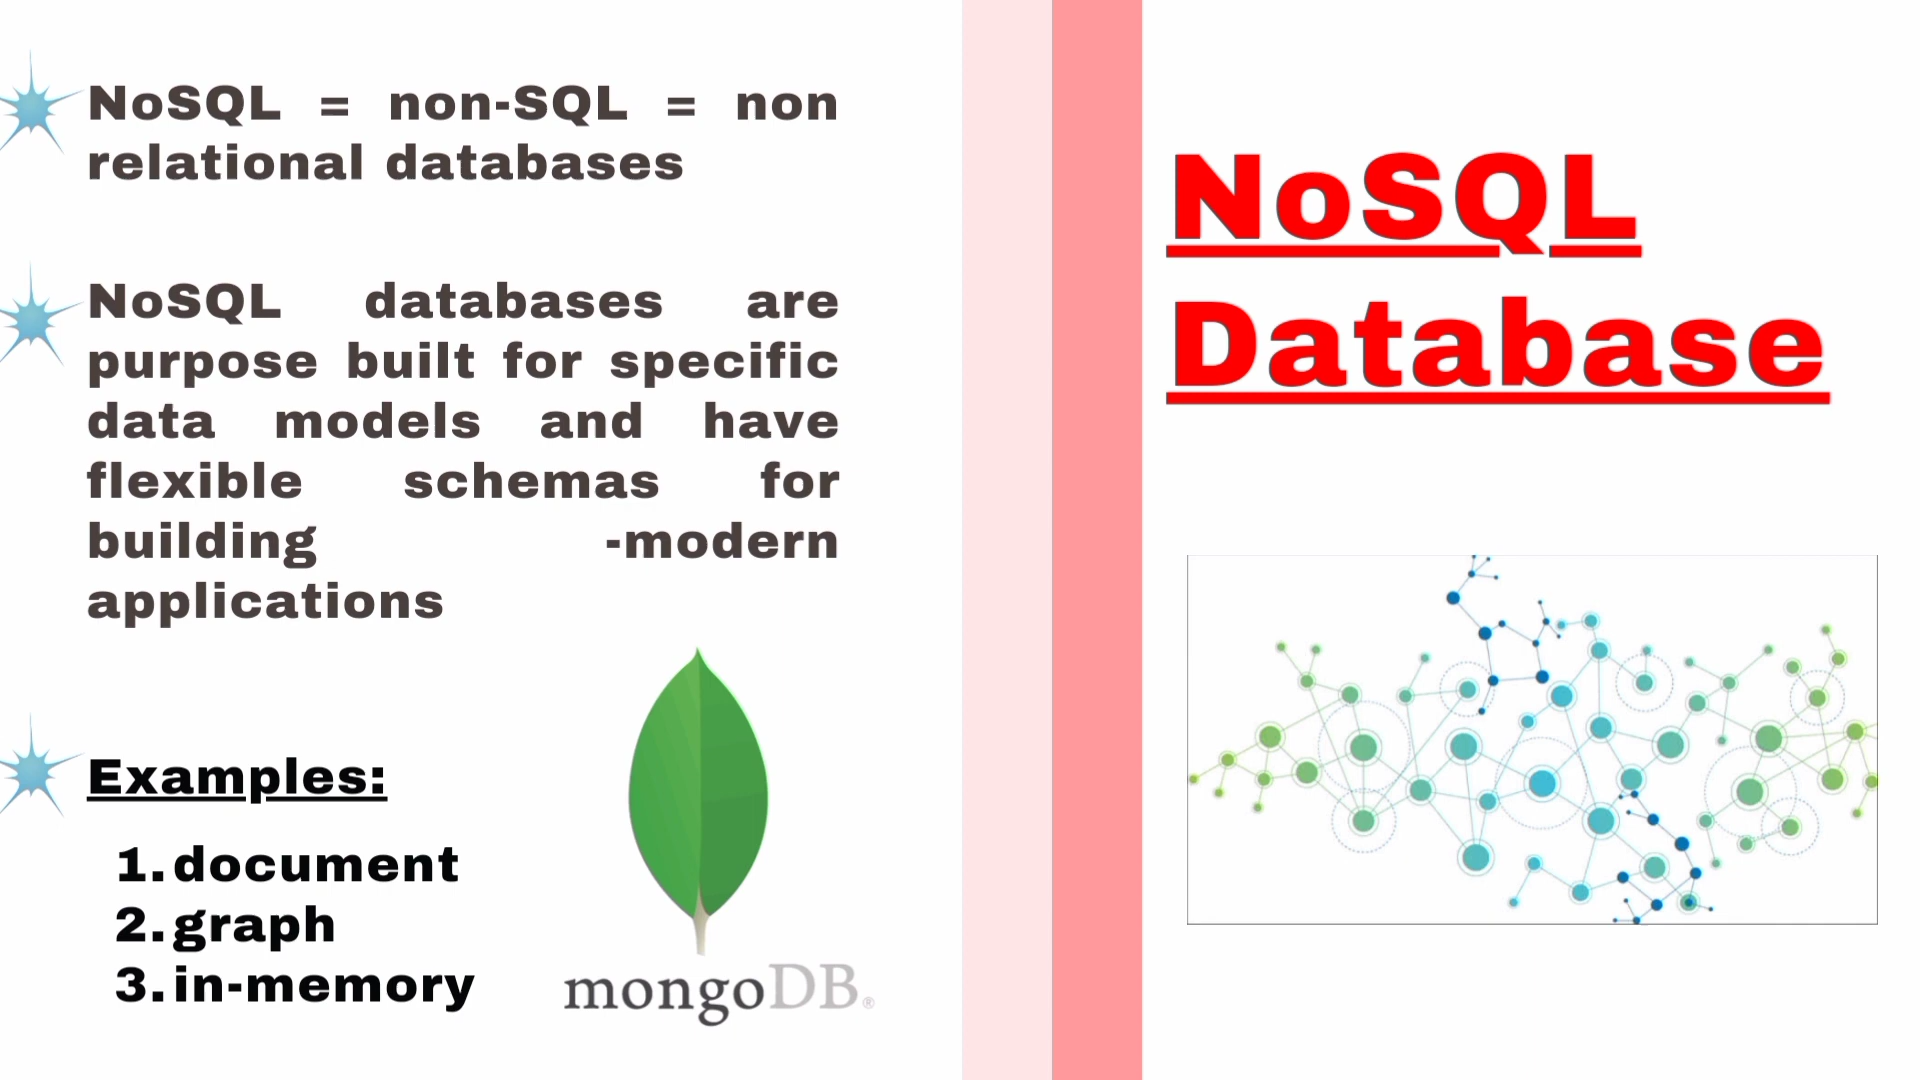 NoSQL = non-SQL = non
relational databases
NoSQL databases are
purpose built for specific
data models and have
flexible schemas for
building -modern
applications
Examples:
1. document
2. graph
3. in-memory
mongoDB®
NoSQL
Database